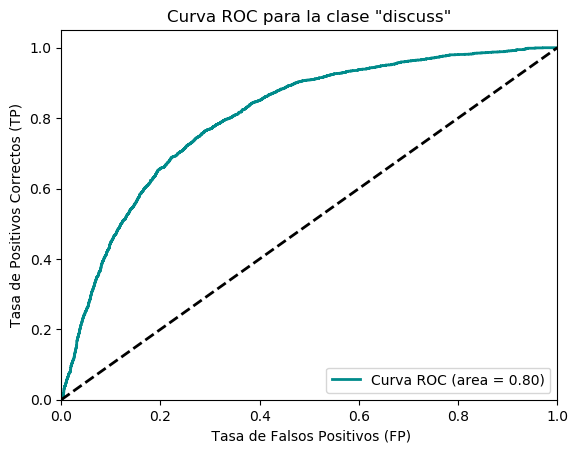 Curva ROC para la clase "discuss"
Tasa de Positivos Correctos (TP)
1.0
0.8
0.6
0.4
0.2
0.0
0.0 0.2 0.4 0.6 0.8 1.0
Tasa de Falsos Positivos (FP)
Curva ROC (area = 0.80)